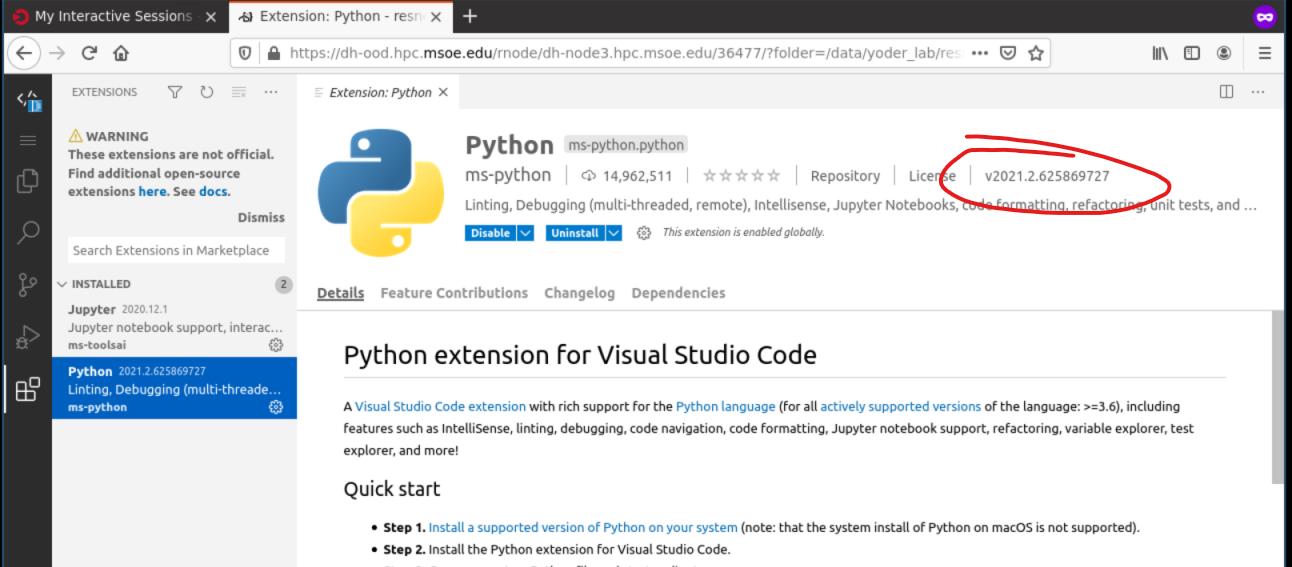 My Interactive Sessions
Extension: Python - resn
https://dh-ood.hpc.msoe.edu/rnode/dh-node3.hpc.msoe.edu/36477/?folder=/data/yoder_lab/res
EXTENSIONS
Extension: Python
WARNING
These extensions are not official.
Find additional open-source
extensions here. See docs.
Dismiss
Search Extensions in Marketplace
INSTALLED 2
Jupyter 2020.12.1
Jupyter notebook support, interac...
ms-toolsai
Python 2021.2.625869727
Linting, Debugging (multi-threade...
ms-python
Python ms-python.python
ms-python 14,962,511 Repository License v2021.2.625869727
Linting, Debugging (multi-threaded, remote), Intellisense, Jupyter Notebooks, code formatting, refactoring, unit tests, and ...
Disable Uninstall This extension is enabled globally.
Details Feature Contributions Changelog Dependencies
Python extension for Visual Studio Code
A Visual Studio Code extension with rich support for the Python language (for all actively supported versions of the language: >=3.6), including
features such as IntelliSense, linting, debugging, code navigation, code formatting, Jupyter notebook support, refactoring, variable explorer, test
explorer, and more!
Quick start
• Step 1. Install a supported version of Python on your system (note: that the system install of Python on macOS is not supported).
• Step 2. Install the Python extension for Visual Studio Code.